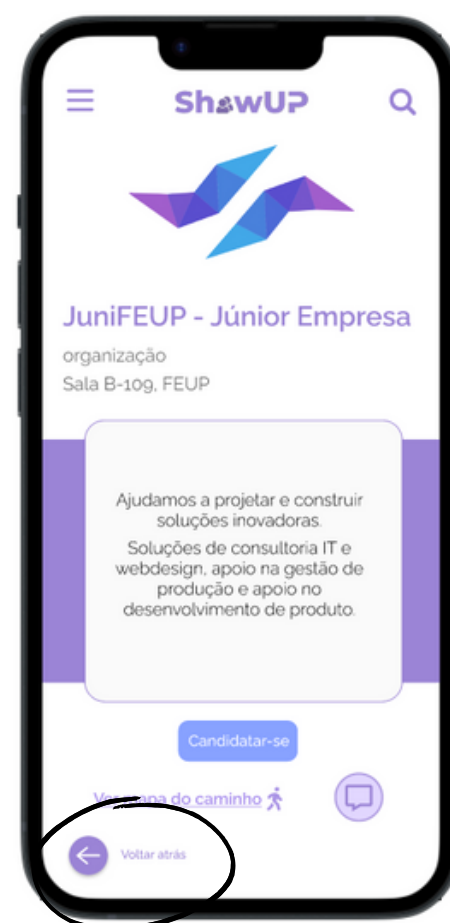 ShowUP
JuniFEUP - Júnior Empresa
organização
Sala B-109, FEUP
Ajudamos a projetar e construir
soluções inovadoras.
Soluções de consultoria IT e
webdesign, apoio na gestão de
produção e apoio no
desenvolvimento de produto.
Candidatar-se
Ver mapa do caminho
Voltar atrás